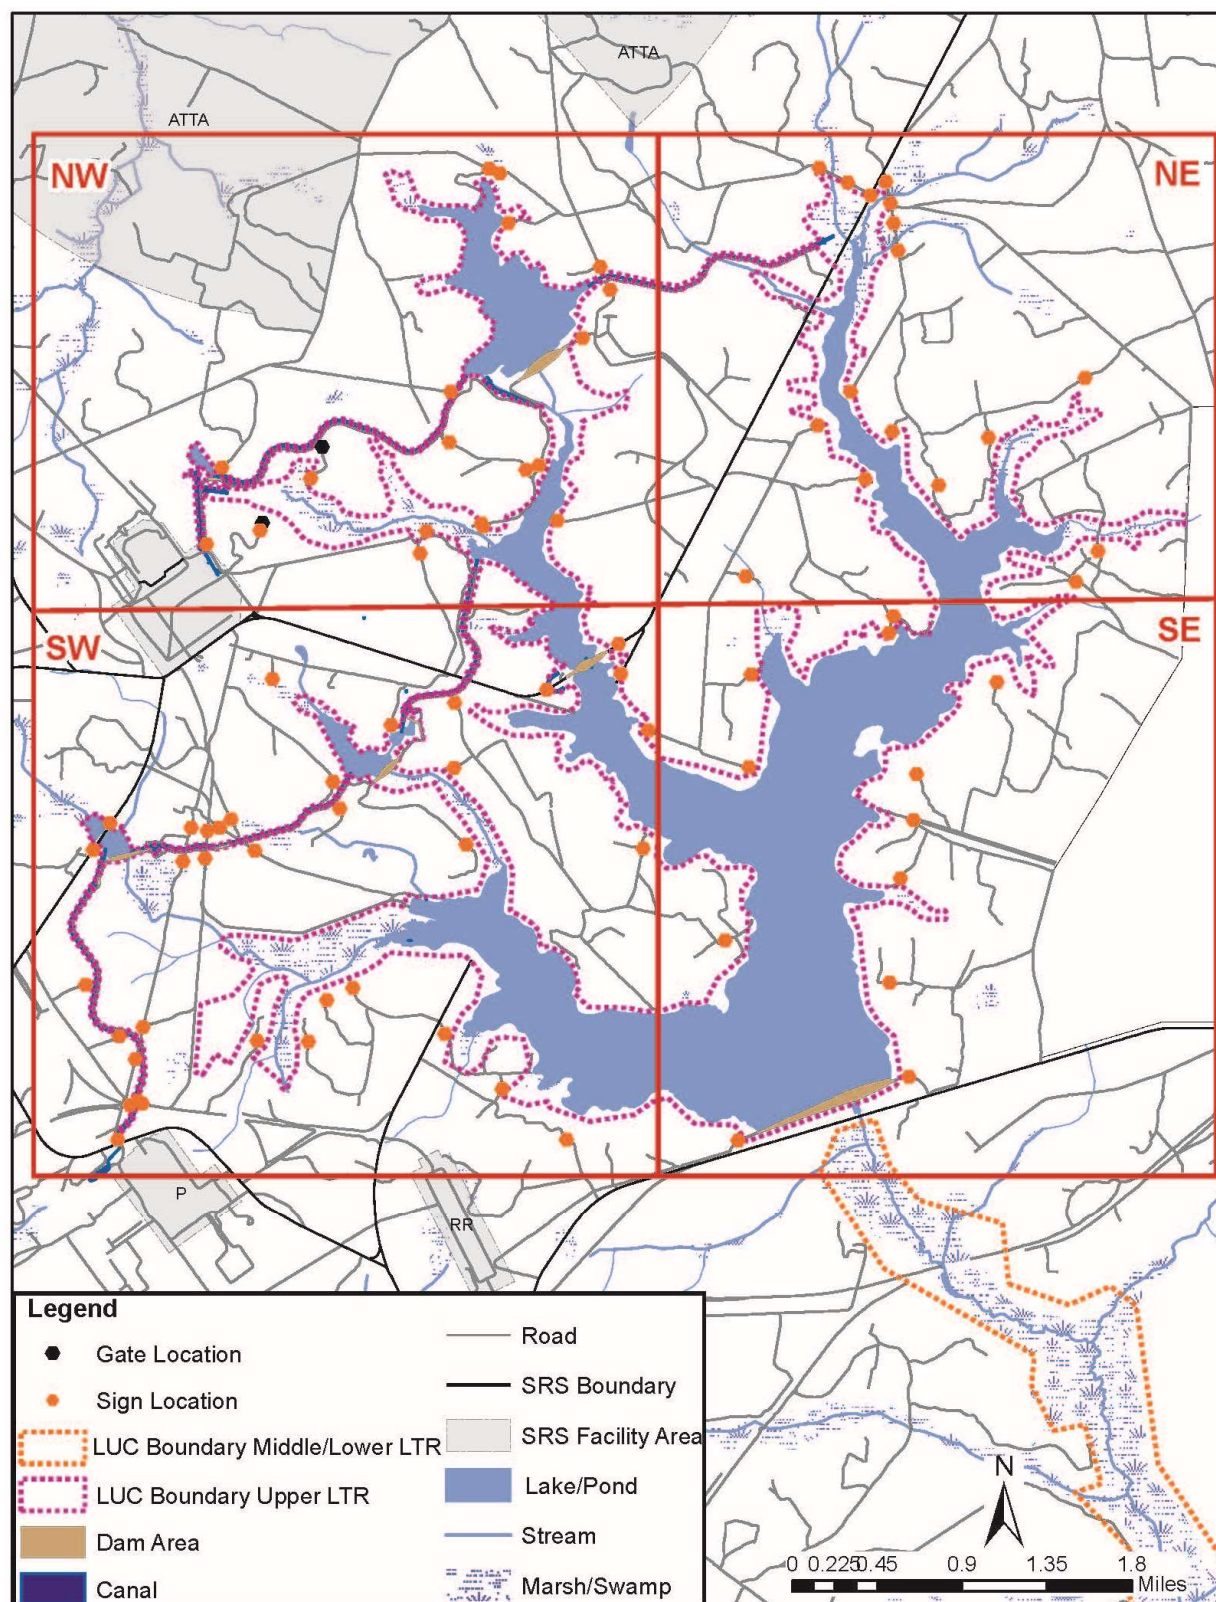 ATTA
ATTA
NW
NE
SW
SE
P
RR
Legend
Gate Location
Sign Location
LUC Boundary Middle/Lower LTR
LUC Boundary Upper LTR
Dam Area
Canal
Road
SRS Boundary
SRS Facility Area
Lake/Pond
Stream
Marsh/Swamp
N
0 0.225 0.45 0.9 1.35 1.8
Miles